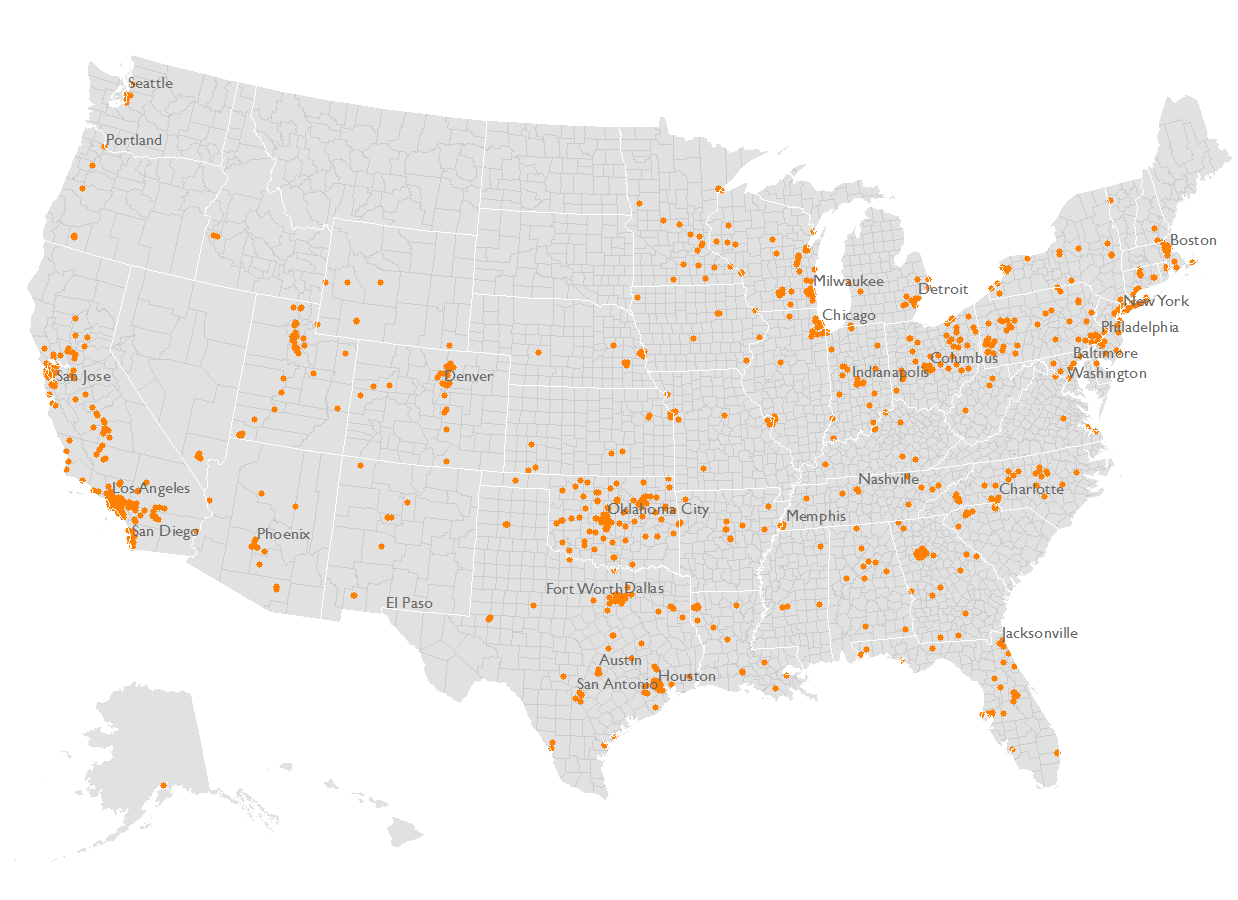 Seattle
Portland
Boston
Milwaukee
Detroit
New York
Chicago
Philadelphia
Baltimore
Columbus
Indianapolis
Washington
San Jose
Denver
Nashville
Los Angeles
Charlotte
Oklahoma City
Memphis
San Diego
Phoenix
Fort Worth
Dallas
El Paso
Jacksonville
Austin
Houston
San Antonio